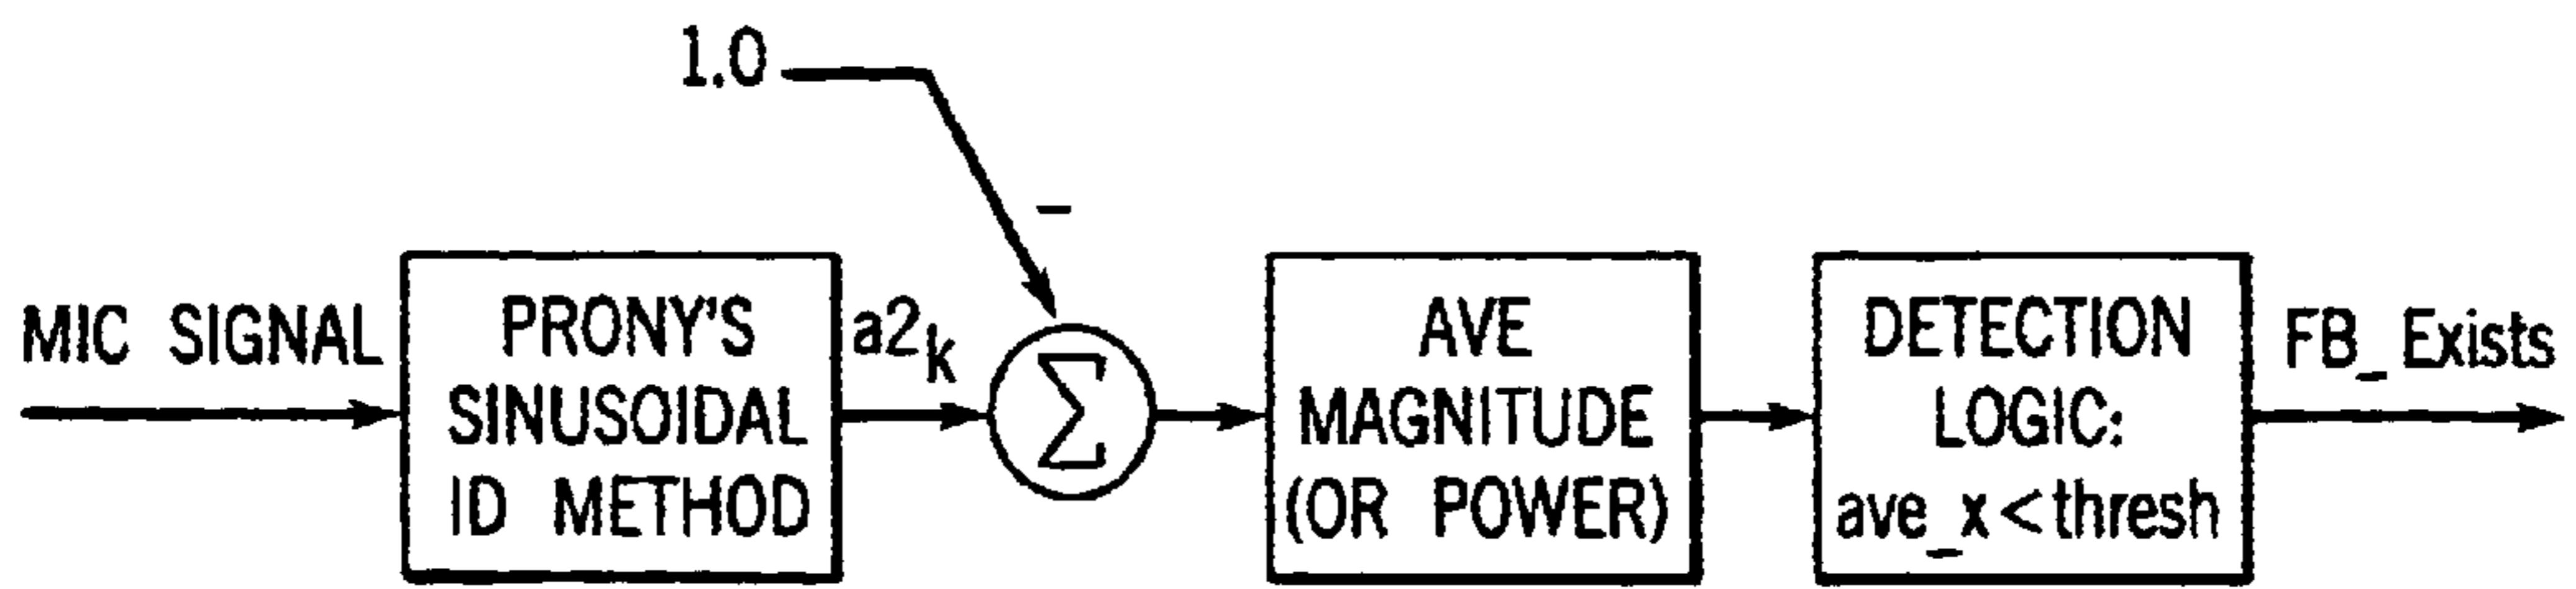 1.0
-
MIC SIGNAL
PRONY'S
SINUSOIDAL
ID METHOD
a2k
Σ
AVE
MAGNITUDE
(OR POWER)
DETECTION
LOGIC:
ave_x<thresh
FB_Exists